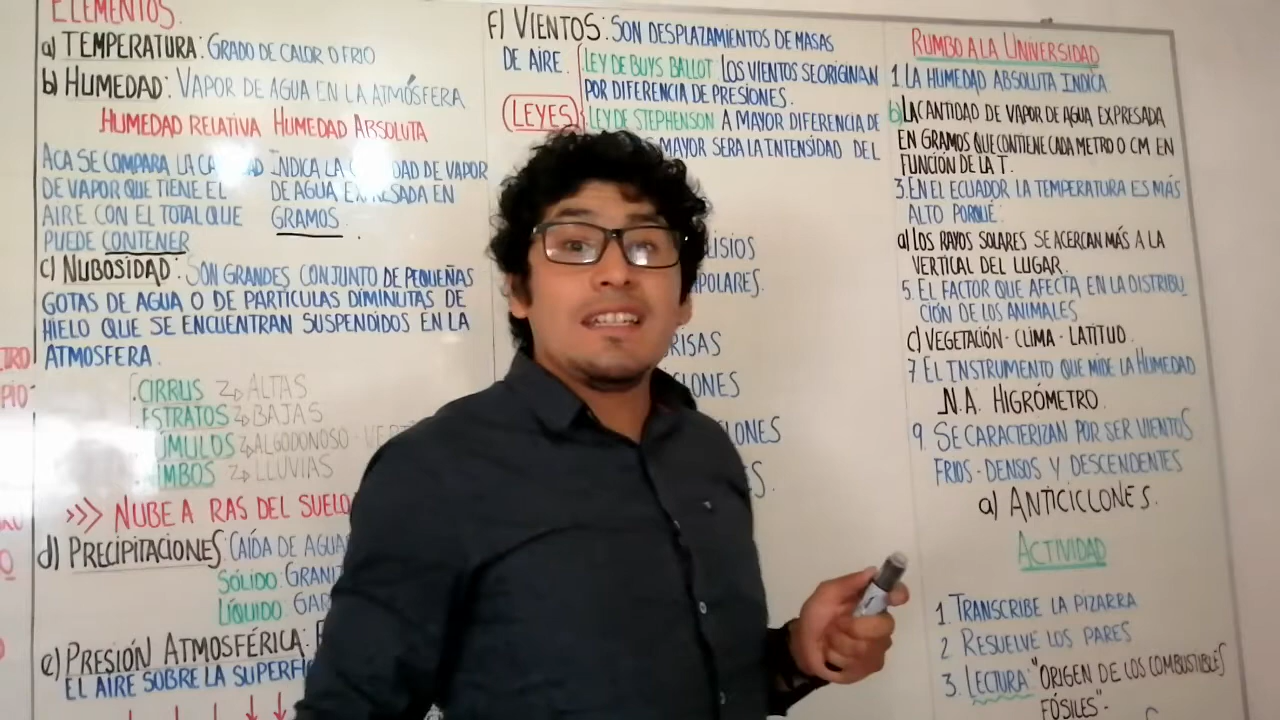 ELEMENTOS.
a) TEMPERATURA: GRADO DE CALOR O FRIO
b) HUMEDAD: VAPOR DE AGUA EN LA ATMÓSFERA
HUMEDAD RELATIVA HUMEDAD ABSOLUTA
ACA SE COMPARA LA
DE VAPOR QUE TIENE EL
AIRE CON EL TOTAL QUE
PUEDE CONTENER
INDICA LA DE VAPOR
DE AGUA EXPRESADA EN
GRAMOS.
c) NUBOSIDAD: SON GRANDES CONJUNTO DE PEQUEÑAS
GOTAS DE AGUA O DE PARTÍCULAS DIMINUTAS DE
HIELO QUE SE ENCUENTRAN SUSPENDIDOS EN LA
ATMOSFERA.
CIRRUS ALTAS
ESTRATOS BAJAS
ÚMULOS ALGODONOSO
IMBOS LLUVIAS
>>> NUBE A RAS DEL SUELO
d) PRECIPITACIONES: CAÍDA DE AGUA
SÓLIDO: GRANIZ
LÍQUIDO: GAR
e) PRESIÓN ATMOSFÉRICA:
EL AIRE SOBRE LA SUPERFI
F) VIENTOS: SON DESPLAZAMIENTOS DE MASAS
DE AIRE.
LEY DE BUYS BALLOT LOS VIENTOS SE ORIGINAN
POR DIFERENCIA DE PRESIONES.
(LEYES)
LEY DE STEPHENSON A MAYOR DIFERENCIA DE
MAYOR SERA LA INTENSIDAD DEL
LISIOS
POLARES.
RISAS
CLONES
LONES
S.
RUMBO A LA UNIVERSIDAD
1. LA HUMEDAD ABSOLUTA INDICA
b) LA CANTIDAD DE VAPOR DE AGUA EXPRESADA
EN GRAMOS QUE CONTIENE CADA METRO O CM EN
FUNCIÓN DE LA T.
3. EN EL ECUADOR LA TEMPERATURA ES MÁS
ALTO PORQUÉ:
a) LOS RAYOS SOLARES SE ACERCAN MÁS A LA
VERTICAL DEL LUGAR.
5. EL FACTOR QUE AFECTA EN LA DISTRIBU_
CIÓN DE LOS ANIMALES
c) VEGETACIÓN - CLIMA - LATITUD.
7 EL INSTRUMENTO QUE MIDE LA HUMEDAD
N.A. HIGRÓMETRO.
9. SE CARACTERIZAN POR SER VIENTOS
FRIOS - DENSOS Y DESCENDENTES
a) ANTICICLONES.
ACTIVIDAD
1. TRANSCRIBE LA PIZARRA
2 RESUELVE LOS PARES
3. LECTURA "ORIGEN DE LOS COMBUSTIBLES
FÓSILES"